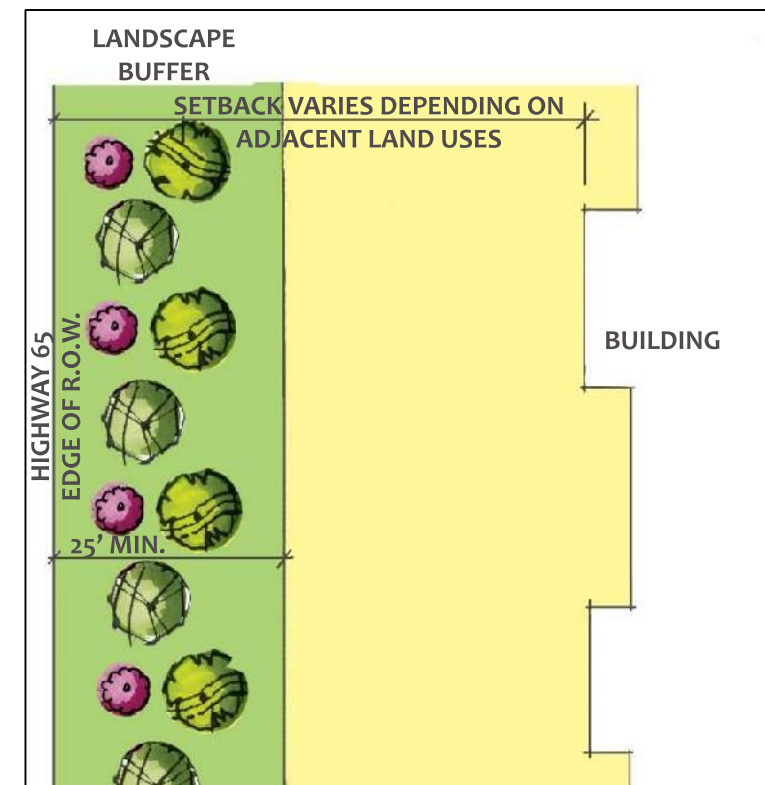 LANDSCAPE
BUFFER
SETBACK VARIES DEPENDING ON
ADJACENT LAND USES
HIGHWAY 65
EDGE OF R.O.W.
BUILDING
25' MIN.